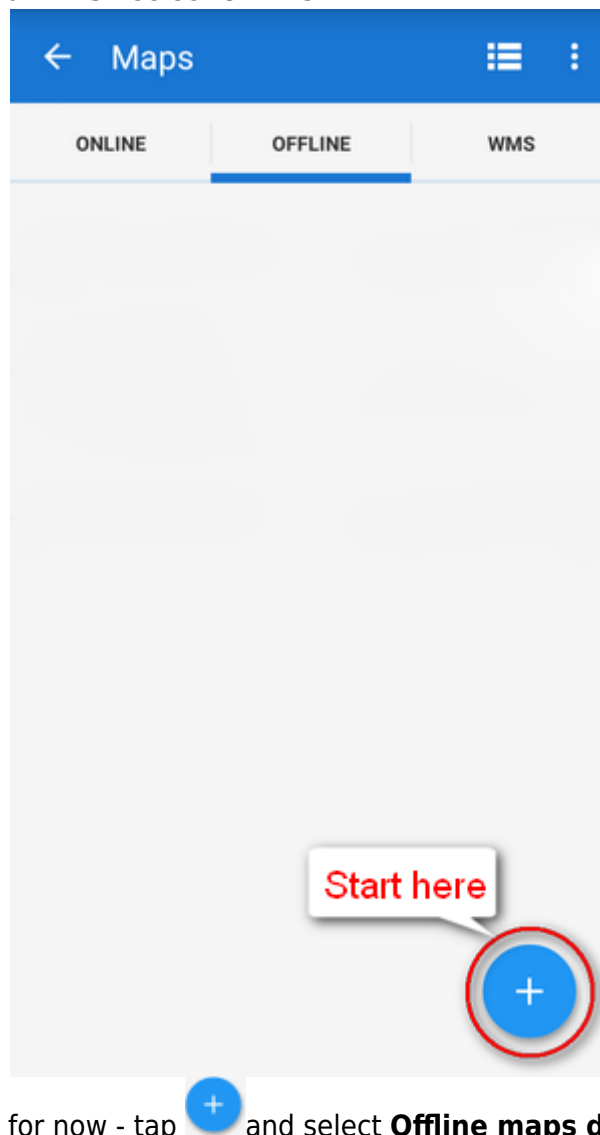 Maps
ONLINE OFFLINE WMS
Start here
+
for now - tap + and select Offline maps